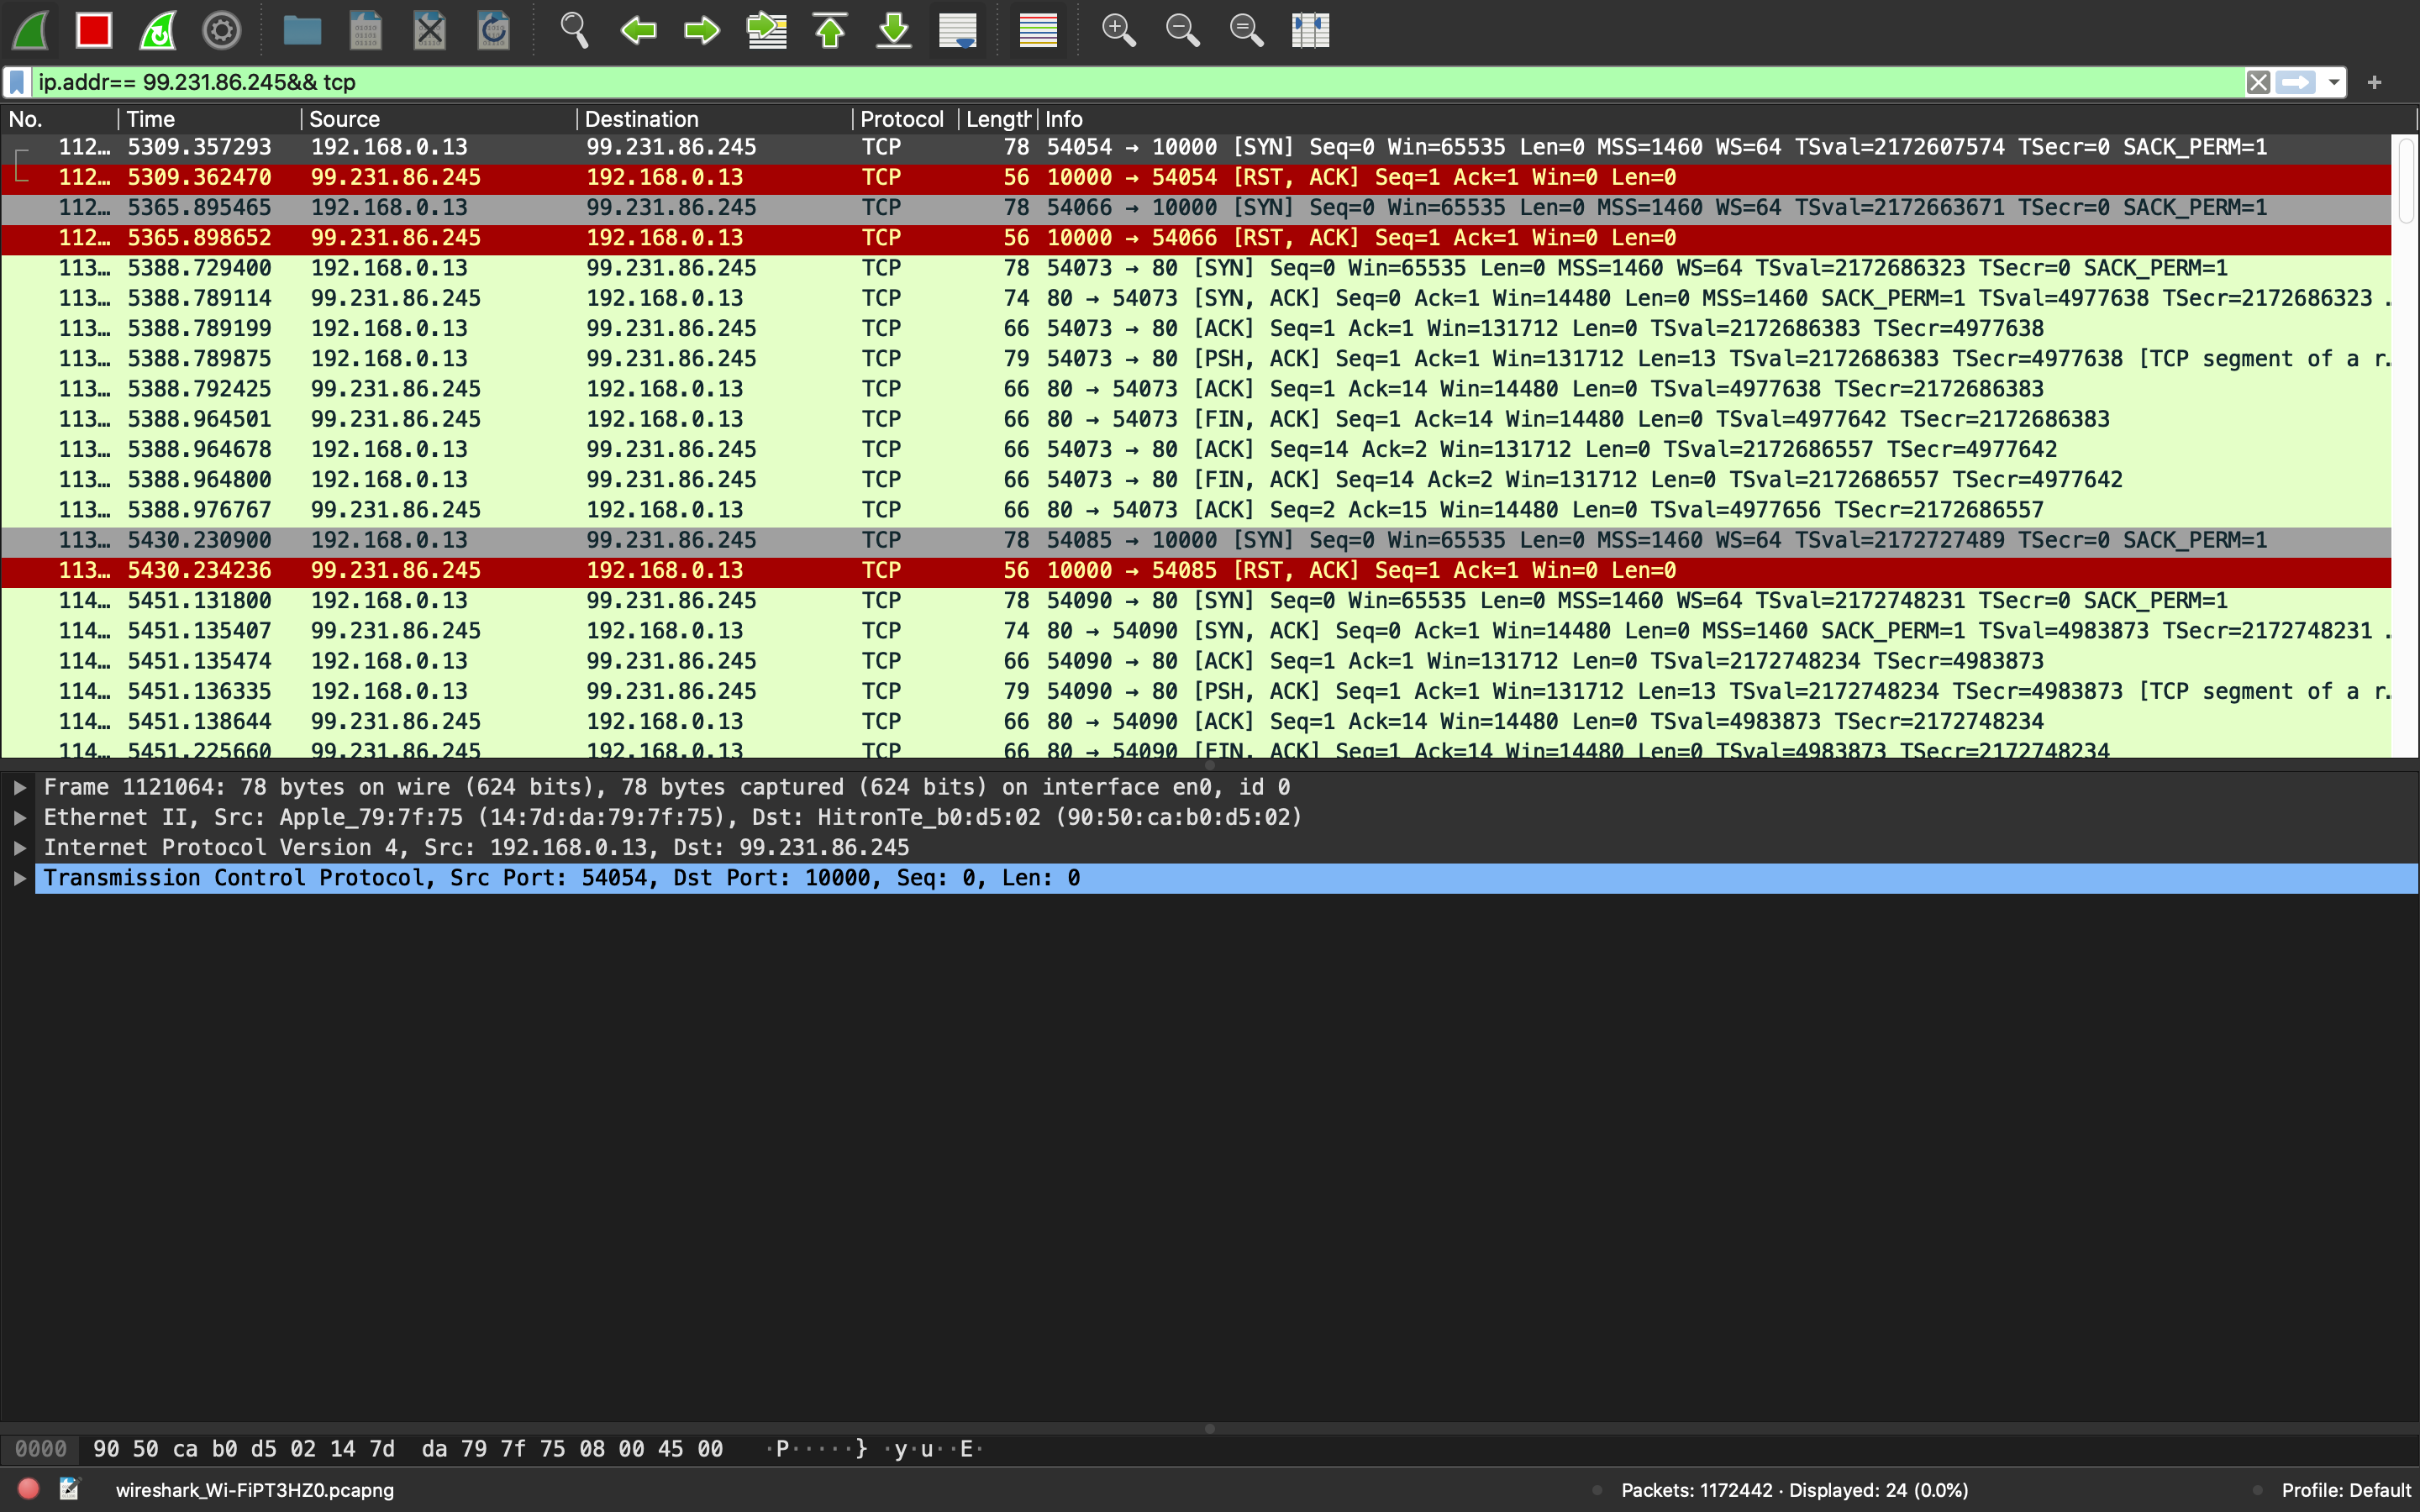 ip.addr== 99.231.86.245&& tcp
No. Time Source Destination Protocol Length Info
112… 5309.357293 192.168.0.13 99.231.86.245 TCP 78 54054 → 10000 [SYN] Seq=0 Win=65535 Len=0 MSS=1460 WS=64 TSval=2172607574 TSecr=0 SACK_PERM=1
112… 5309.362470 99.231.86.245 192.168.0.13 TCP 56 10000 → 54054 [RST, ACK] Seq=1 Ack=1 Win=0 Len=0
112… 5365.895465 192.168.0.13 99.231.86.245 TCP 78 54066 → 10000 [SYN] Seq=0 Win=65535 Len=0 MSS=1460 WS=64 TSval=2172663671 TSecr=0 SACK_PERM=1
112… 5365.898652 99.231.86.245 192.168.0.13 TCP 56 10000 → 54066 [RST, ACK] Seq=1 Ack=1 Win=0 Len=0
113… 5388.729400 192.168.0.13 99.231.86.245 TCP 78 54073 → 80 [SYN] Seq=0 Win=65535 Len=0 MSS=1460 WS=64 TSval=2172686323 TSecr=0 SACK_PERM=1
113… 5388.789114 99.231.86.245 192.168.0.13 TCP 74 80 → 54073 [SYN, ACK] Seq=0 Ack=1 Win=14480 Len=0 MSS=1460 SACK_PERM=1 TSval=4977638 TSecr=2172686323 …
113… 5388.789199 192.168.0.13 99.231.86.245 TCP 66 54073 → 80 [ACK] Seq=1 Ack=1 Win=131712 Len=0 TSval=2172686383 TSecr=4977638
113… 5388.789875 192.168.0.13 99.231.86.245 TCP 79 54073 → 80 [PSH, ACK] Seq=1 Ack=1 Win=131712 Len=13 TSval=2172686383 TSecr=4977638 [TCP segment of a r…
113… 5388.792425 99.231.86.245 192.168.0.13 TCP 66 80 → 54073 [ACK] Seq=1 Ack=14 Win=14480 Len=0 TSval=4977638 TSecr=2172686383
113… 5388.964501 99.231.86.245 192.168.0.13 TCP 66 80 → 54073 [FIN, ACK] Seq=1 Ack=14 Win=14480 Len=0 TSval=4977642 TSecr=2172686383
113… 5388.964678 192.168.0.13 99.231.86.245 TCP 66 54073 → 80 [ACK] Seq=14 Ack=2 Win=131712 Len=0 TSval=2172686557 TSecr=4977642
113… 5388.964800 192.168.0.13 99.231.86.245 TCP 66 54073 → 80 [FIN, ACK] Seq=14 Ack=2 Win=131712 Len=0 TSval=2172686557 TSecr=4977642
113… 5388.976767 99.231.86.245 192.168.0.13 TCP 66 80 → 54073 [ACK] Seq=2 Ack=15 Win=14480 Len=0 TSval=4977656 TSecr=2172686557
113… 5430.230900 192.168.0.13 99.231.86.245 TCP 78 54085 → 10000 [SYN] Seq=0 Win=65535 Len=0 MSS=1460 WS=64 TSval=2172727489 TSecr=0 SACK_PERM=1
113… 5430.234236 99.231.86.245 192.168.0.13 TCP 56 10000 → 54085 [RST, ACK] Seq=1 Ack=1 Win=0 Len=0
114… 5451.131800 192.168.0.13 99.231.86.245 TCP 78 54090 → 80 [SYN] Seq=0 Win=65535 Len=0 MSS=1460 WS=64 TSval=2172748231 TSecr=0 SACK_PERM=1
114… 5451.135407 99.231.86.245 192.168.0.13 TCP 74 80 → 54090 [SYN, ACK] Seq=0 Ack=1 Win=14480 Len=0 MSS=1460 SACK_PERM=1 TSval=4983873 TSecr=2172748231 …
114… 5451.135474 192.168.0.13 99.231.86.245 TCP 66 54090 → 80 [ACK] Seq=1 Ack=1 Win=131712 Len=0 TSval=2172748234 TSecr=4983873
114… 5451.136335 192.168.0.13 99.231.86.245 TCP 79 54090 → 80 [PSH, ACK] Seq=1 Ack=1 Win=131712 Len=13 TSval=2172748234 TSecr=4983873 [TCP segment of a r…
114… 5451.138644 99.231.86.245 192.168.0.13 TCP 66 80 → 54090 [ACK] Seq=1 Ack=14 Win=14480 Len=0 TSval=4983873 TSecr=2172748234
114… 5451.225660 99.231.86.245 192.168.0.13 TCP 66 80 → 54090 [FIN, ACK] Seq=1 Ack=14 Win=14480 Len=0 TSval=4983873 TSecr=2172748234
Frame 1121064: 78 bytes on wire (624 bits), 78 bytes captured (624 bits) on interface en0, id 0
Ethernet II, Src: Apple_79:7f:75 (14:7d:da:79:7f:75), Dst: HitronTe_b0:d5:02 (90:50:ca:b0:d5:02)
Internet Protocol Version 4, Src: 192.168.0.13, Dst: 99.231.86.245
Transmission Control Protocol, Src Port: 54054, Dst Port: 10000, Seq: 0, Len: 0
0000 90 50 ca b0 d5 02 14 7d da 79 7f 75 08 00 45 00 ·P·····} ·y·u··E·
wireshark_Wi-FiPT3HZ0.pcapng Packets: 1172442 · Displayed: 24 (0.0%) Profile: Default